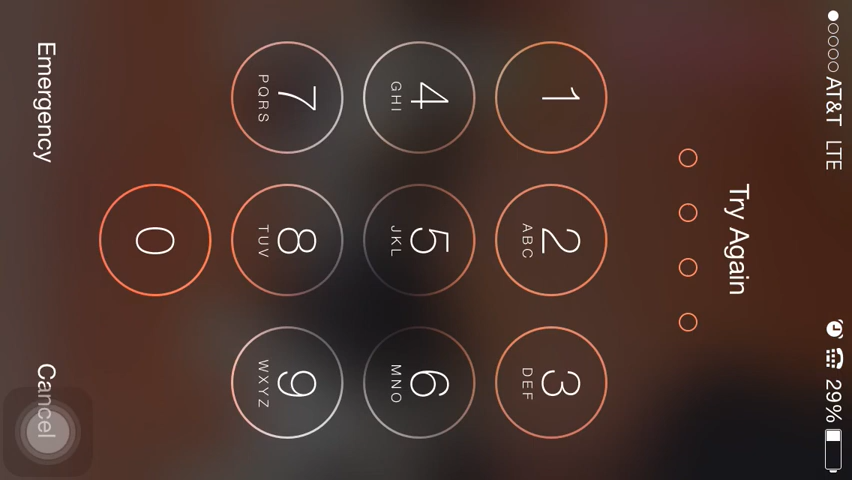 AT&T LTE 29%
Try Again
1 2 3
ABC DEF
4 5 6
GHI JKL MNO
7 8 9
PQRS TUV WXYZ
0
Emergency Cancel